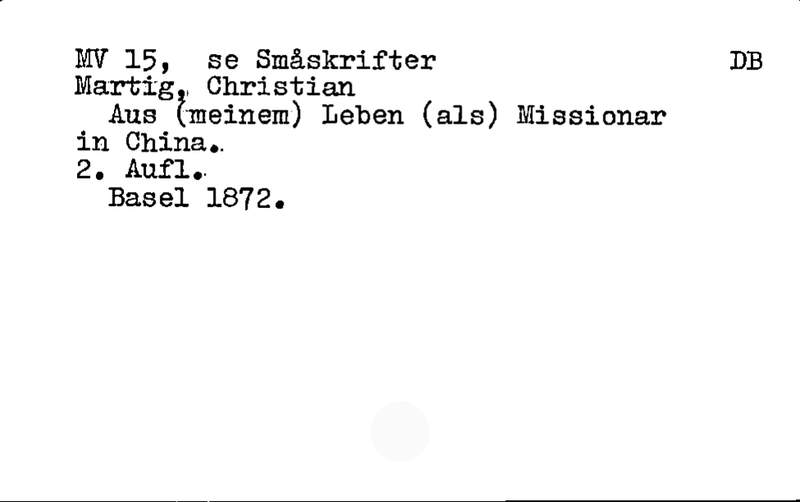 MV 15,  se Småskrifter DB
Martig, Christian
Aus (meinem) Leben (als) Missionar
in China.
2. Aufl.
Basel 1872.